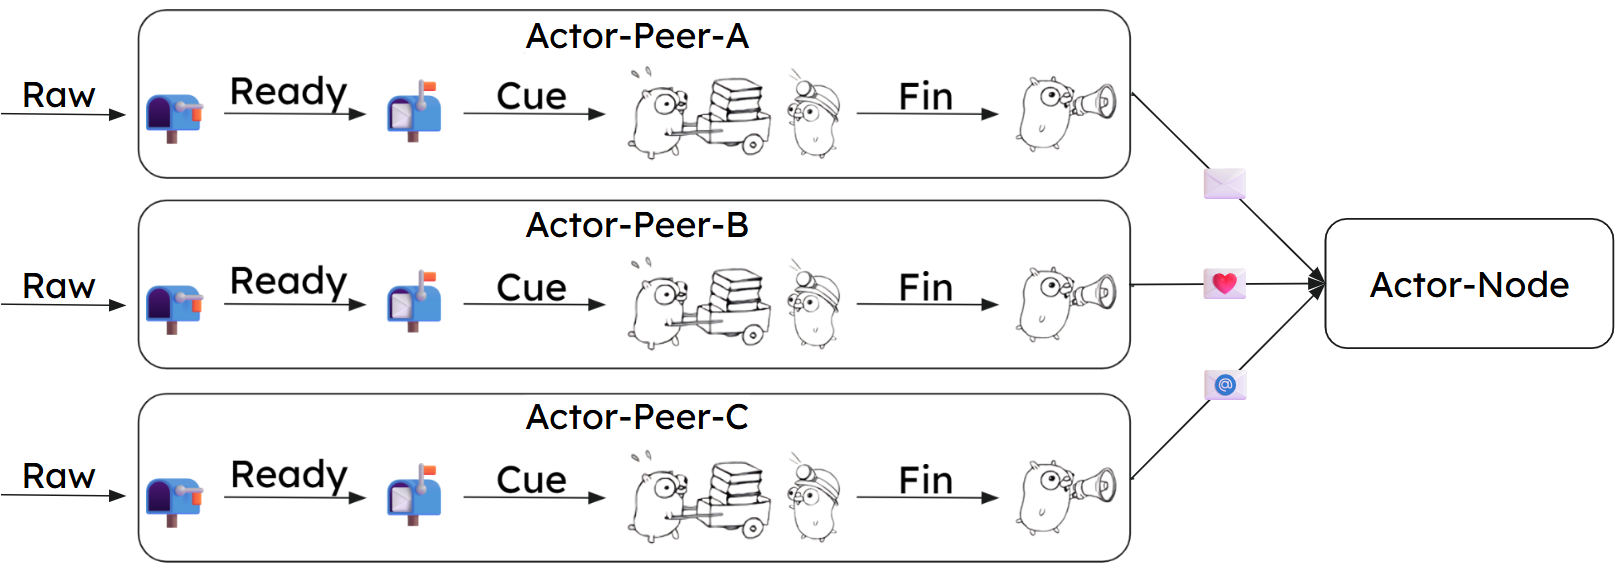 Actor-Peer-A
Raw
Ready
Cue
Fin
Actor-Peer-B
Raw
Ready
Cue
Fin
Actor-Node
Actor-Peer-C
Raw
Ready
Cue
Fin
@